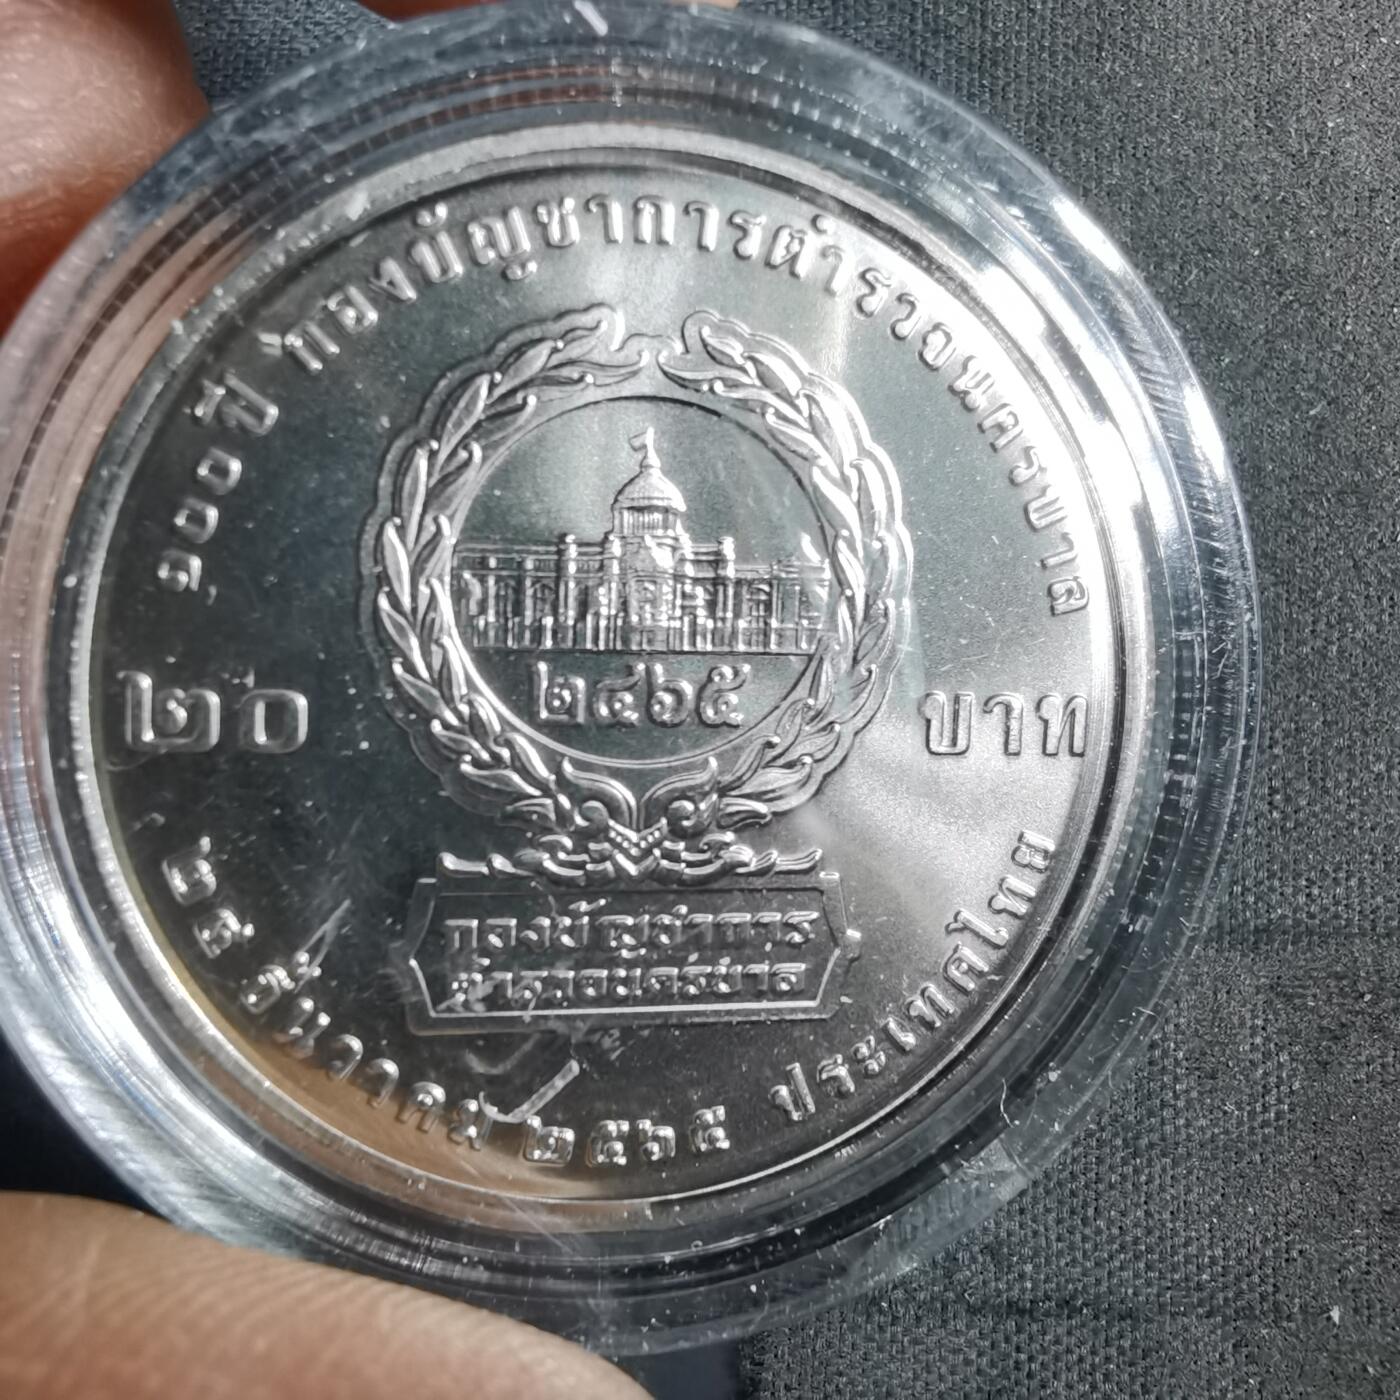 ๑๐๐ ปี กองบัญชาการตำรวจนครบาล
๒๔๖๕
๒๐ บาท
กองบัญชาการ
ตำรวจนครบาล
๒๕ ธันวาคม ๒๕๖๕ ประเทศไทย